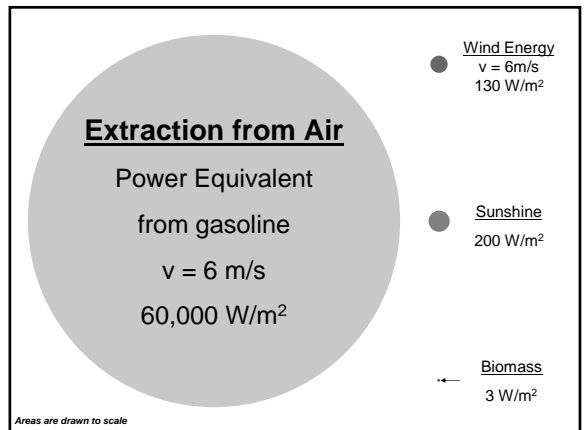 Extraction from Air
Power Equivalent
from gasoline
v = 6 m/s
60,000 W/m²
Wind Energy
v = 6m/s
130 W/m²
Sunshine
200 W/m²
Biomass
3 W/m²
Areas are drawn to scale